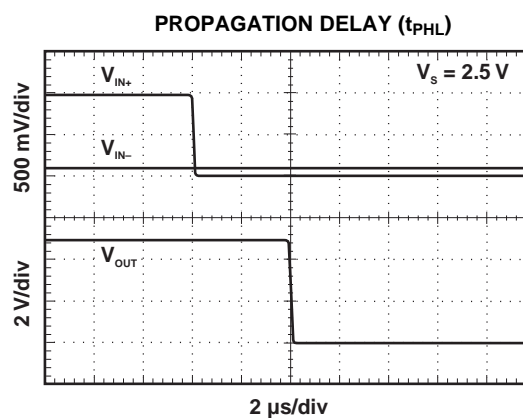 PROPAGATION DELAY (tPHL)
VIN+
VS = 2.5 V
VIN–
500 mV/div
VOUT
2 V/div
2 µs/div